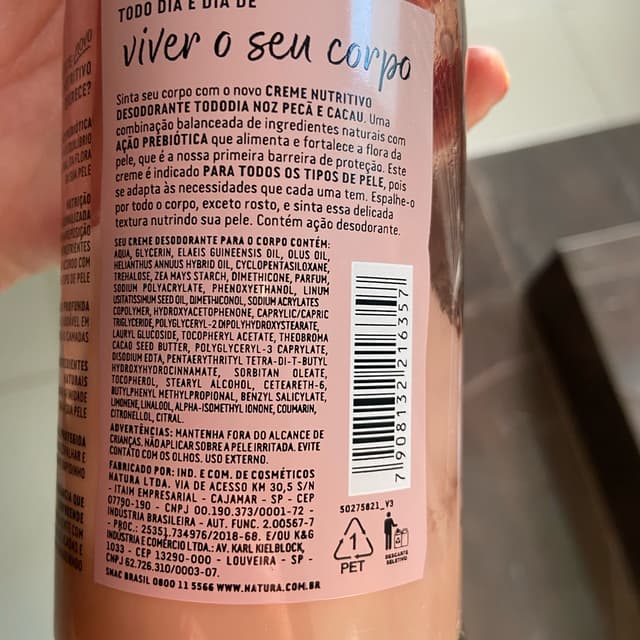 TODO DIA É DIA DE
viver o seu corpo
Sinta seu corpo com o novo CREME NUTRITIVO
DESODORANTE TODODIA NOZ PECÃ E CACAU. Uma
combinação balanceada de ingredientes naturais com
AÇÃO PRÉBIÓTICA que alimenta e fortalece a flora da
pele, que é a nossa primeira barreira de proteção. Este
creme é indicado PARA TODOS OS TIPOS DE PELE, pois
se adapta às necessidades que cada uma tem. Espalhe-o
por todo o corpo, exceto rosto, e sinta essa delicada
textura nutrindo sua pele. Contém ação desodorante.
SEU CREME DESODORANTE PARA O CORPO CONTÉM:
AQUA, GLYCERIN, ELAEIS GUINEENSIS OIL, OLUS OIL,
HELIANTHUS ANNUUS HYBRID OIL, CYCLOPENTASILOXANE,
TREHALOSE, ZEA MAYS STARCH, DIMETHICONE, PARFUM,
SODIUM POLYACRYLATE, PHENOXYETHANOL, LINUM
USITATISSIMUM SEED OIL, DIMETHICONOL, SODIUM ACRYLATES
COPOLYMER, HYDROXYACETOPHENONE, CAPRYLIC/CAPRIC
TRIGLYCERIDE, POLYGLYCERYL-2 DIPOLYHYDROXYSTEARATE,
LAURYL GLUCOSIDE, TOCOPHERYL ACETATE, THEOBROMA
CACAO SEED BUTTER, POLYGLYCERYL-3 CAPRYLATE,
DISODIUM EDTA, PENTAERYTHRITYL TETRA-DI-T-BUTYL
HYDROXYHYDROCINNAMATE, SORBITAN OLEATE,
TOCOPHEROL, STEARYL ALCOHOL, CETEARETH-6,
BUTYLPHENYL METHYLPROPIONAL, BENZYL SALICYLATE,
LIMONENE, LINALOOL, ALPHA-ISOMETHYL IONONE, COUMARIN,
CITRONELLOL, CITRAL.
ADVERTÊNCIAS: MANTENHA FORA DO ALCANCE DE
CRIANÇAS. NÃO APLICAR SOBRE A PELE IRRITADA. EVITE
CONTATO COM OS OLHOS. USO EXTERNO.
FABRICADO POR: IND. E COM. DE COSMÉTICOS
NATURA LTDA. VIA DE ACESSO KM 30,5 S/N
- ITAIM EMPRESARIAL - CAJAMAR - SP - CEP
07790-190 - CNPJ 00.190.373/0001-72 -
INDÚSTRIA BRASILEIRA - AUT. FUNC. 2.00567-7
- PROC.: 25351.734976/2018-68. E/OU K&G
INDÚSTRIA E COMÉRCIO LTDA.: AV. KARL KIELBLOCK,
1033 - CEP 13290-000 - LOUVEIRA - SP -
CNPJ 62.726.310/0003-07.
SNAC BRASIL 0800 11 5566 WWW.NATURA.COM.BR
7 908132 216357
50275821_V3
1
PET
DESCARTE
SELETIVO